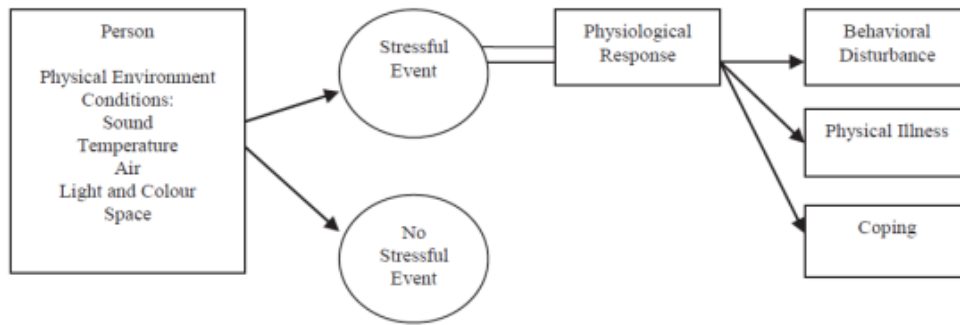 Person
Physical Environment
Conditions:
Sound
Temperature
Air
Light and Colour
Space
Stressful
Event
No
Stressful
Event
Physiological
Response
Behavioral
Disturbance
Physical Illness
Coping